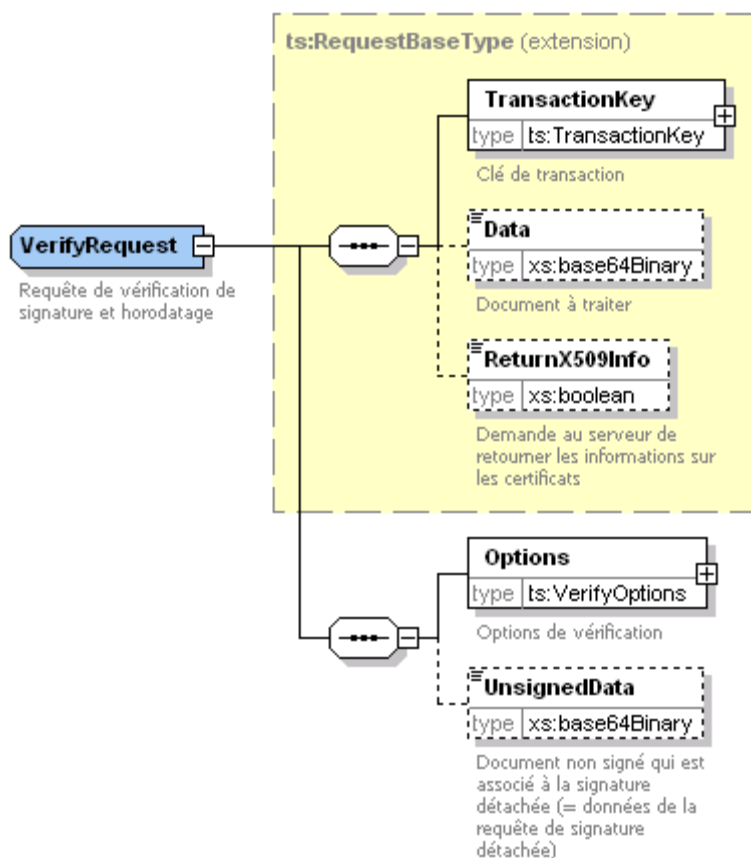 ts:RequestBaseType (extension)
TransactionKey
type ts:TransactionKey
Clé de transaction
Data
type xs:base64Binary
Document à traiter
ReturnX509Info
type xs:boolean
Demande au serveur de
retourner les informations sur
les certificats
VerifyRequest
Requête de vérification de
signature et horodatage
Options
type ts:VerifyOptions
Options de vérification
UnsignedData
type xs:base64Binary
Document non signé qui est
associé à la signature
détachée (= données de la
requête de signature
détachée)